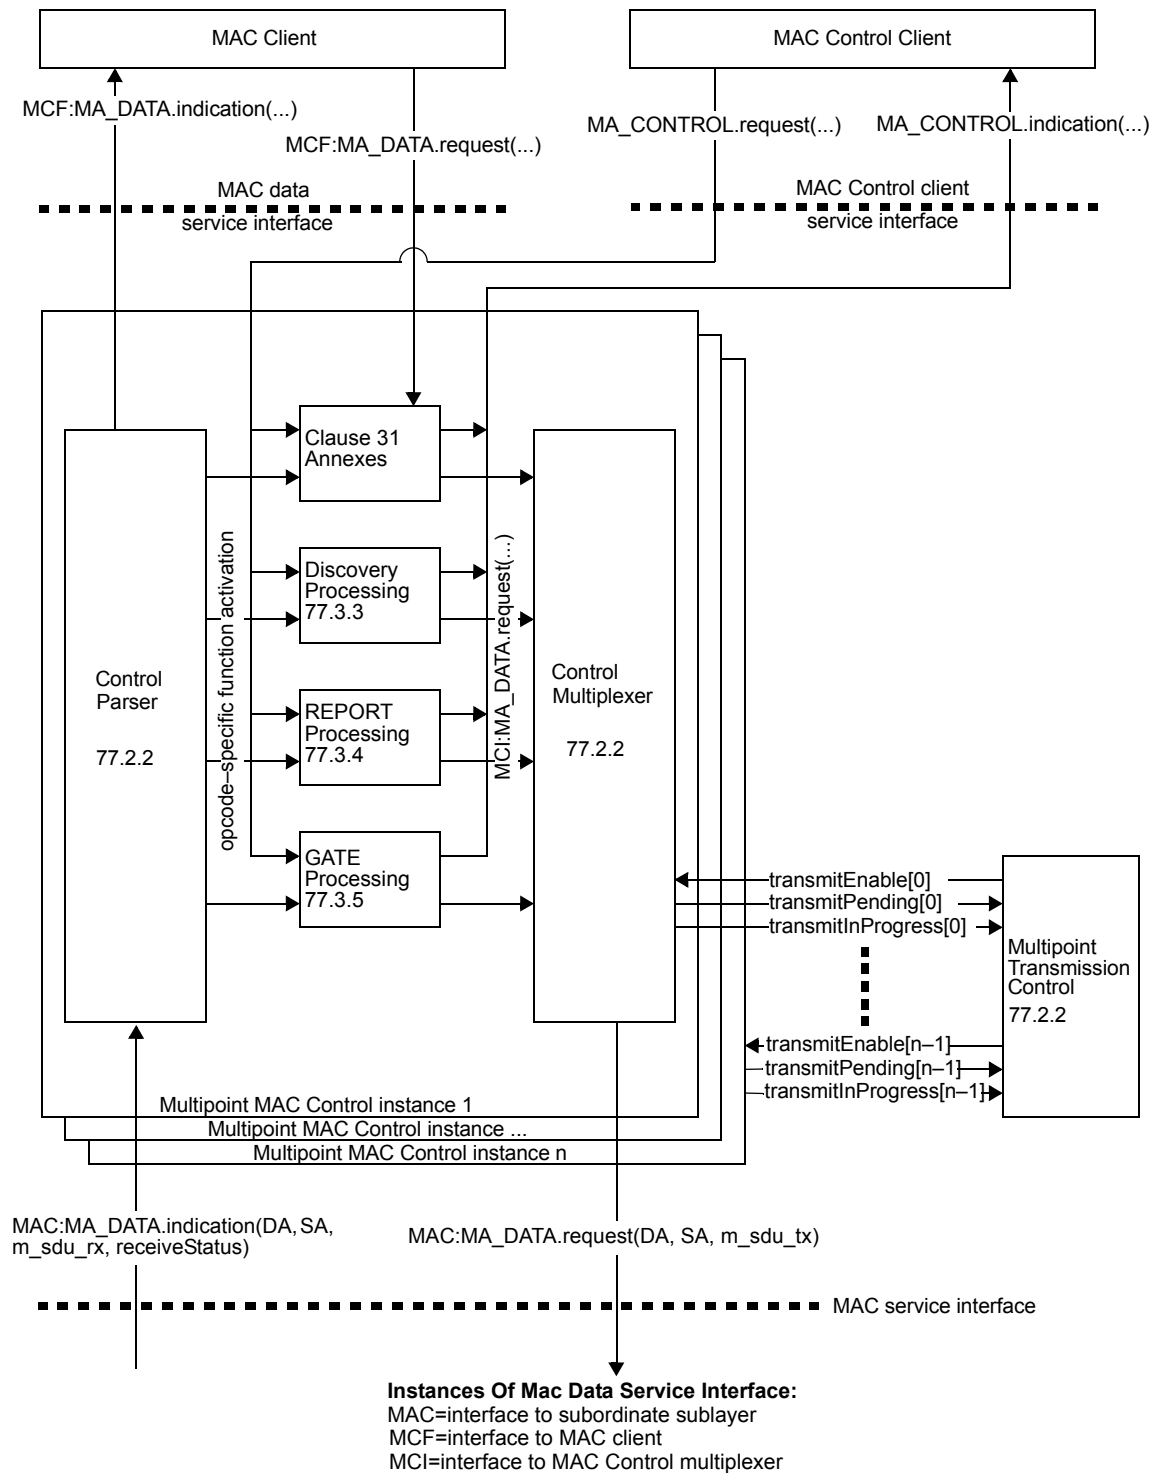 MAC Client
MAC Control Client
MCF:MA_DATA.indication(...)
MCF:MA_DATA.request(...)
MA_CONTROL.request(...)
MA_CONTROL.indication(...)
MAC data
service interface
MAC Control client
service interface
Clause 31
Annexes
Discovery
Processing
77.3.3
REPORT
Processing
77.3.4
GATE
Processing
77.3.5
Control
Parser
77.2.2
opcode–specific function activation
MCI:MA_DATA.request(...)
Control
Multiplexer
77.2.2
transmitEnable[0]
transmitPending[0]
transmitInProgress[0]
Multipoint
Transmission
Control
77.2.2
transmitEnable[n–1]
transmitPending[n–1]
transmitInProgress[n–1]
Multipoint MAC Control instance 1
Multipoint MAC Control instance ...
Multipoint MAC Control instance n
MAC:MA_DATA.indication(DA, SA,
m_sdu_rx, receiveStatus)
MAC:MA_DATA.request(DA, SA, m_sdu_tx)
MAC service interface
Instances Of Mac Data Service Interface:
MAC=interface to subordinate sublayer
MCF=interface to MAC client
MCI=interface to MAC Control multiplexer